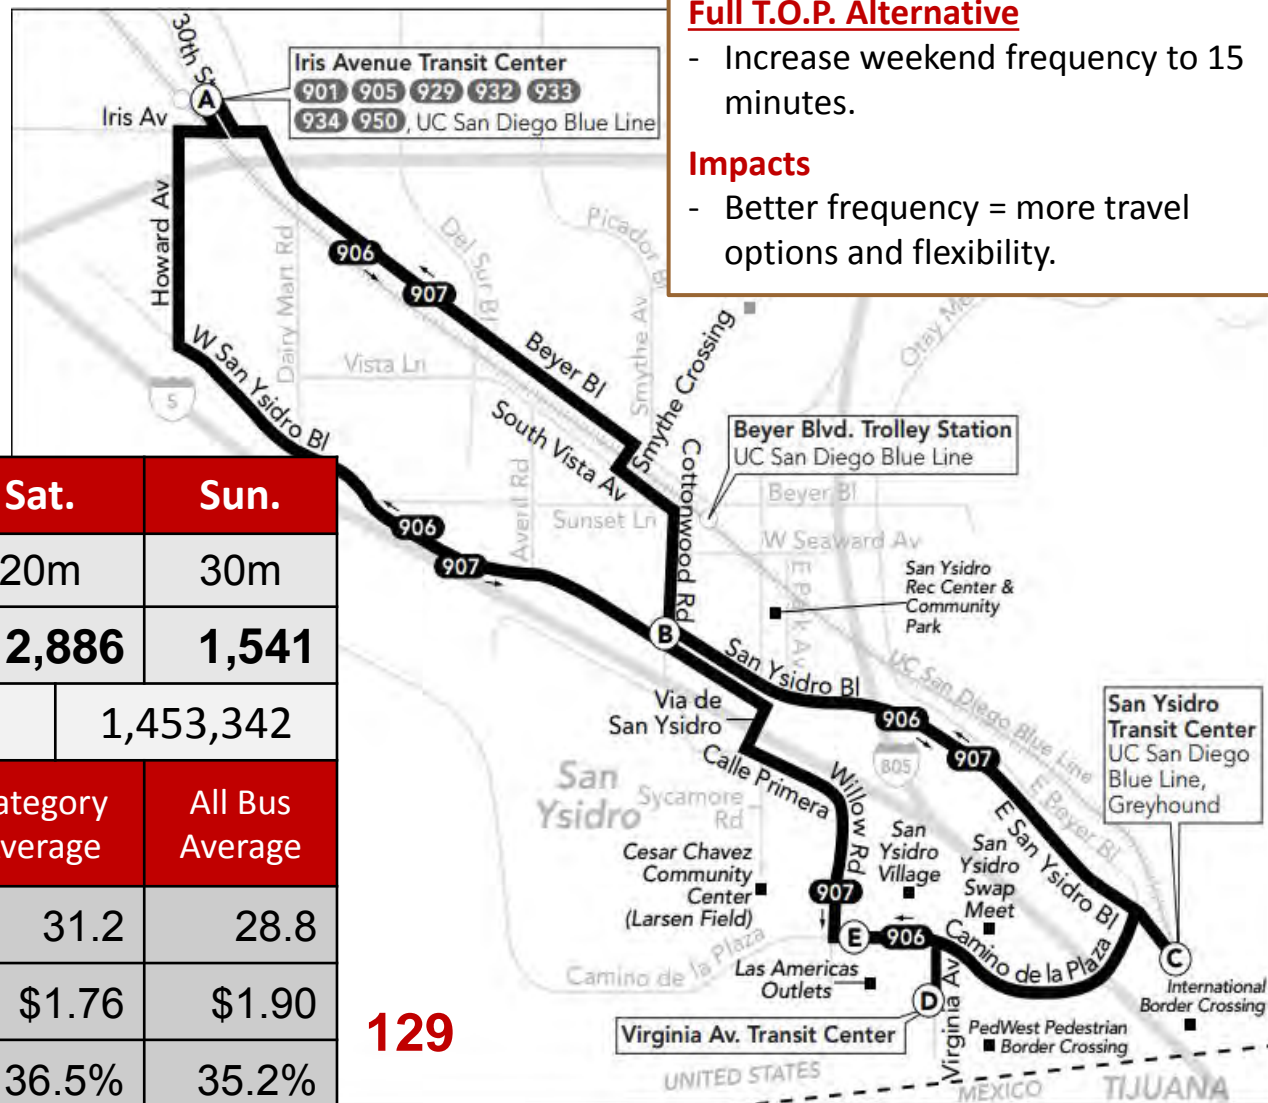 Full T.O.P. Alternative
- Increase weekend frequency to 15
minutes.
Impacts
- Better frequency = more travel
options and flexibility.
30th St
A
Iris Avenue Transit Center
901 905 929 932 933
934 950, UC San Diego Blue Line
Iris Av
Howard Av
Dairy Mart Rd
Del Sur Bl
Picador Bl
Smythe Av
906
907
Beyer Bl
Smythe Crossing
Vista Ln
5
W San Ysidro Bl
South Vista Av
Cottonwood Rd
Beyer Blvd. Trolley Station
UC San Diego Blue Line
Beyer Bl
Averil Rd
Sunset Ln
W Seaward Av
E Park Av
San Ysidro
Rec Center &
Community
Park
906
907
B
San Ysidro Bl
UC San Diego Blue Line
Via de
San Ysidro
906
907
805
E Beyer Bl
San Ysidro
Transit Center
UC San Diego
Blue Line,
Greyhound
Calle Primera
Willow Rd
San
Ysidro
Sycamore
Rd
E San Ysidro Bl
San
Ysidro
Village
San
Ysidro
Swap
Meet
Cesar Chavez
Community
Center
(Larsen Field)
907
E
906
Camino de la Plaza
C
Camino de la Plaza
Las Americas
Outlets
D
Virginia Av
International
Border Crossing
Virginia Av. Transit Center
PedWest Pedestrian
Border Crossing
UNITED STATES
MEXICO
TIJUANA
Sat. Sun.
20m 30m
2,886 1,541
1,453,342
All Bus
Average
31.2 28.8
$1.76 $1.90
36.5% 35.2%
129